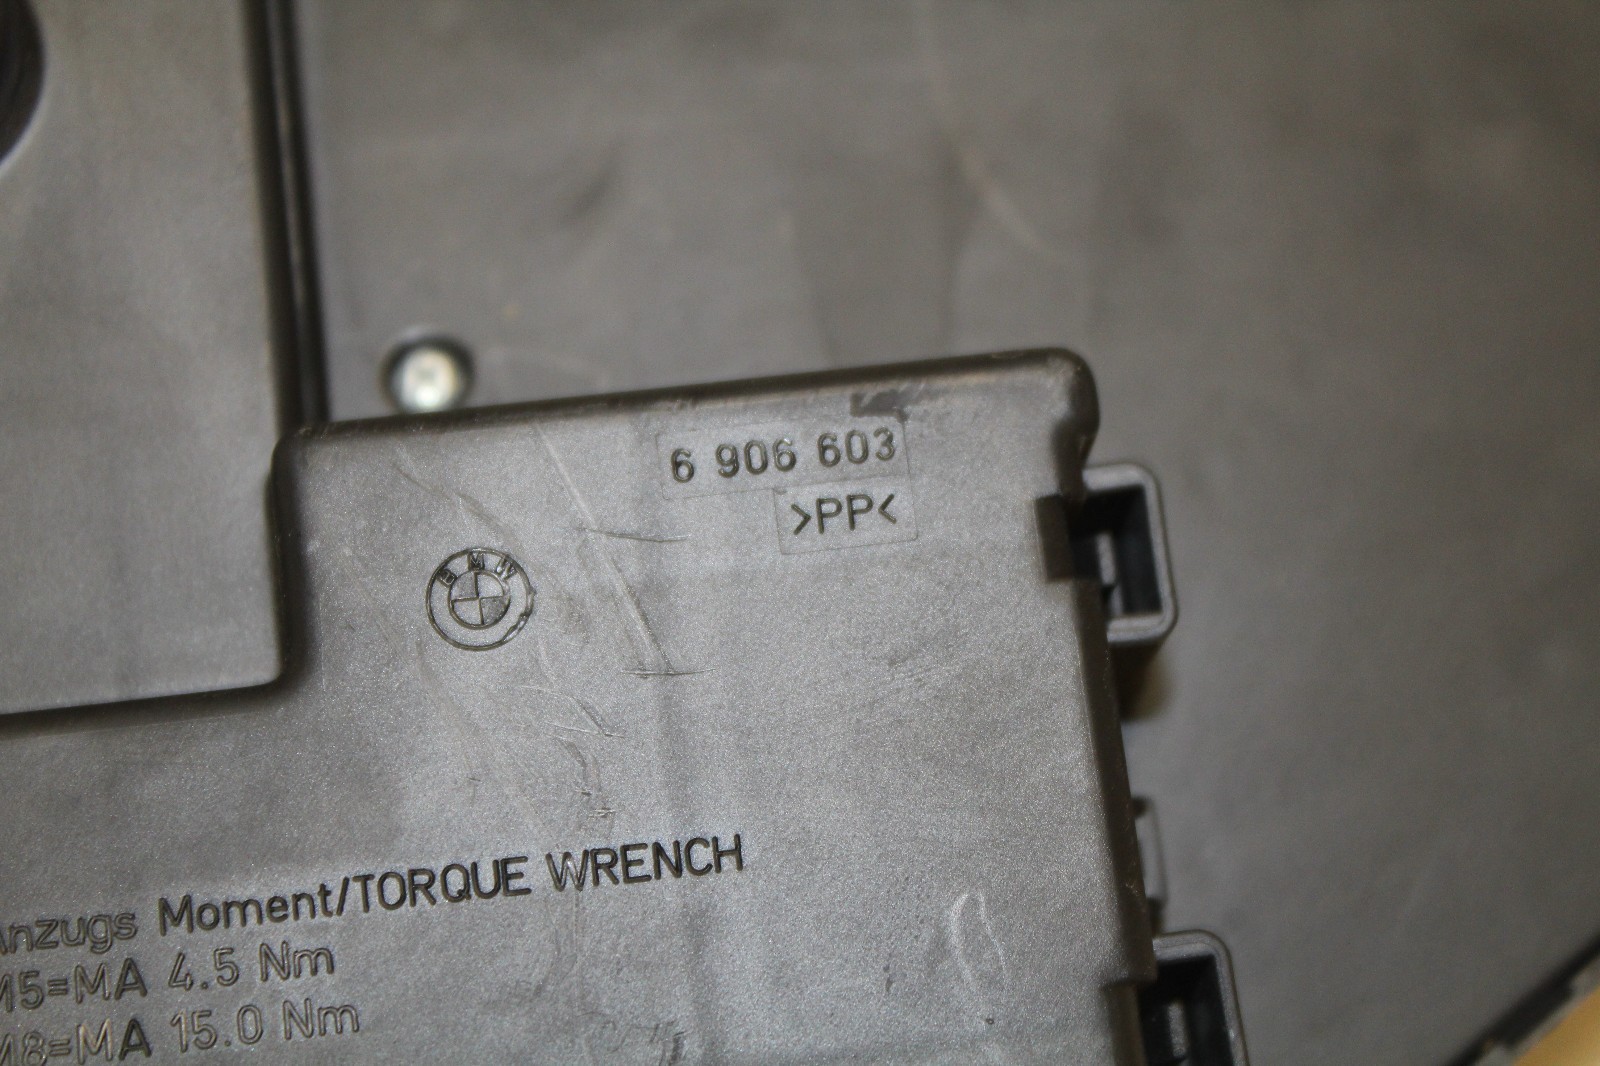 6 906 603
>PP<
BMW
Anzugs Moment/TORQUE WRENCH
M5=MA 4.5 Nm
M8=MA 15.0 Nm